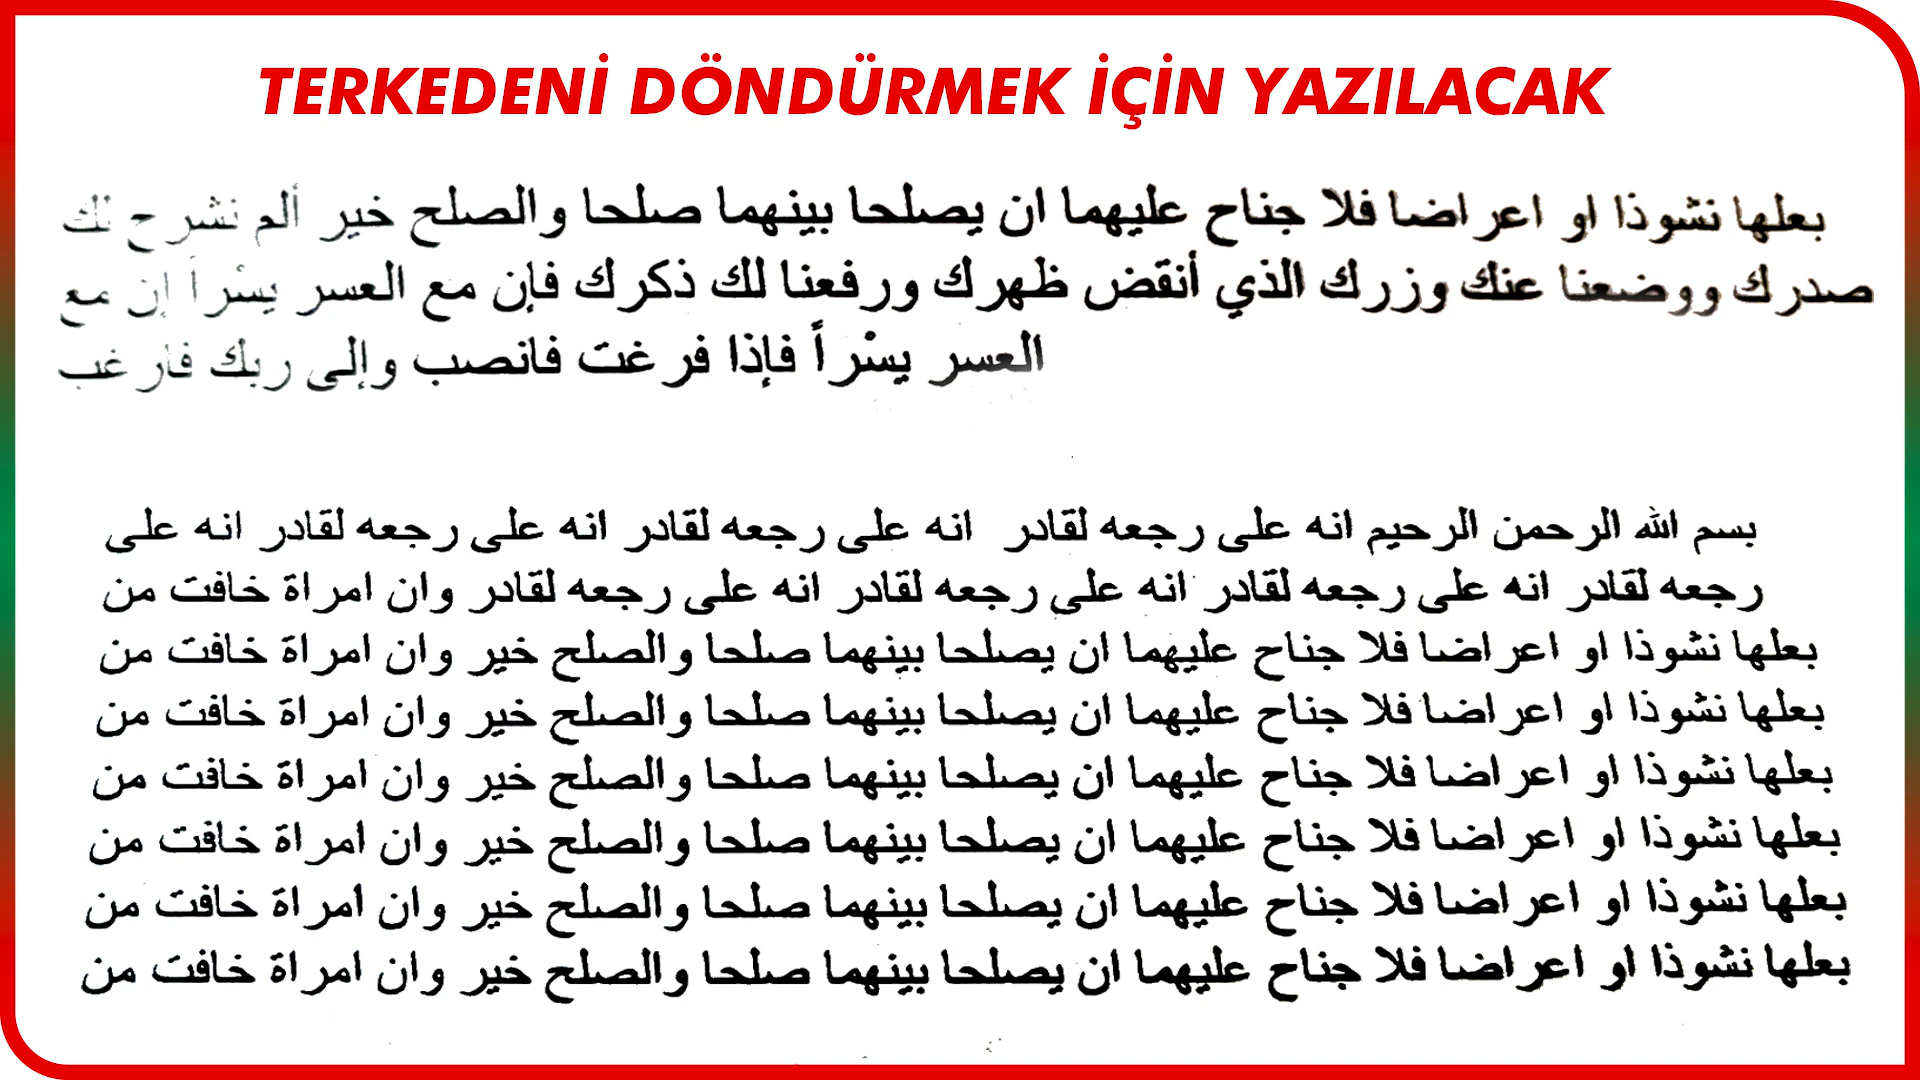 TERKEDENİ DÖNDÜRMEK İÇİN YAZILACAK
بعلها نشوذا او اعراضا فلا جناح عليهما ان يصلحا بينهما صلحا والصلح خير ألم نشرح لك
صدرك ووضعنا عنك وزرك الذي أنقض ظهرك ورفعنا لك ذكرك فإن مع العسر يسْراً إن مع
العسر يسْراً فإذا فرغت فانصب وإلى ربك فارغب
بسم الله الرحمن الرحيم انه على رجعه لقادر انه على رجعه لقادر انه على رجعه لقادر انه على
رجعه لقادر انه على رجعه لقادر انه على رجعه لقادر انه على رجعه لقادر وان امراة خافت من
بعلها نشوذا او اعراضا فلا جناح عليهما ان يصلحا بينهما صلحا والصلح خير وان امراة خافت من
بعلها نشوذا او اعراضا فلا جناح عليهما ان يصلحا بينهما صلحا والصلح خير وان امراة خافت من
بعلها نشوذا او اعراضا فلا جناح عليهما ان يصلحا بينهما صلحا والصلح خير وان امراة خافت من
بعلها نشوذا او اعراضا فلا جناح عليهما ان يصلحا بينهما صلحا والصلح خير وان امراة خافت من
بعلها نشوذا او اعراضا فلا جناح عليهما ان يصلحا بينهما صلحا والصلح خير وان امراة خافت من
بعلها نشوذا او اعراضا فلا جناح عليهما ان يصلحا بينهما صلحا والصلح خير وان امراة خافت من